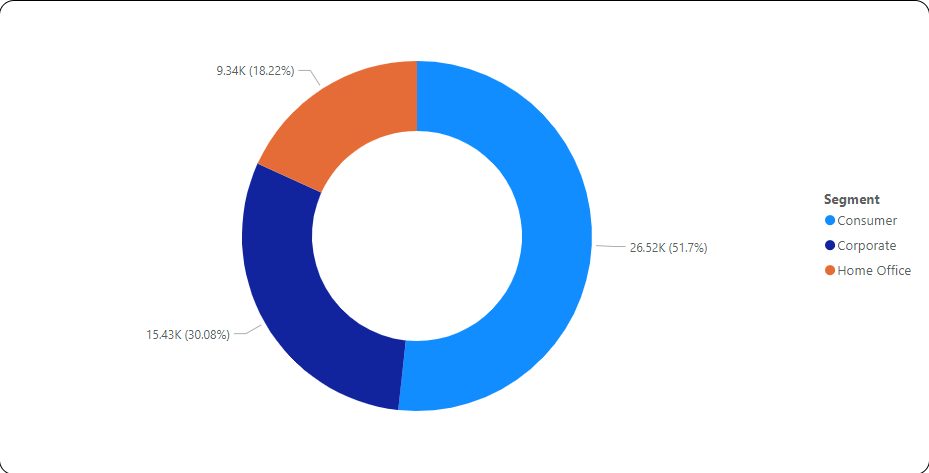 9.34K (18.22%)
26.52K (51.7%)
15.43K (30.08%)
Segment
Consumer
Corporate
Home Office